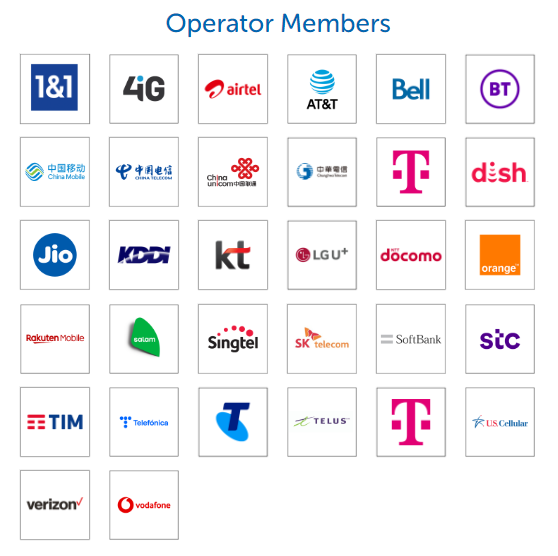 Operator Members
1&1
4iG
airtel
AT&T
Bell
BT
中国移动
China Mobile
中国电信
CHINA TELECOM
China
unicom中国联通
中華電信
Chunghwa Telecom
T
dish
Jio
KDDI
kt
LG U+
NTT
docomo
orange™
Rakuten Mobile
salam
Singtel
SK telecom
SoftBank
stc
TIM
Telefónica
T
TELUS
T
U.S. Cellular
verizon✓
vodafone